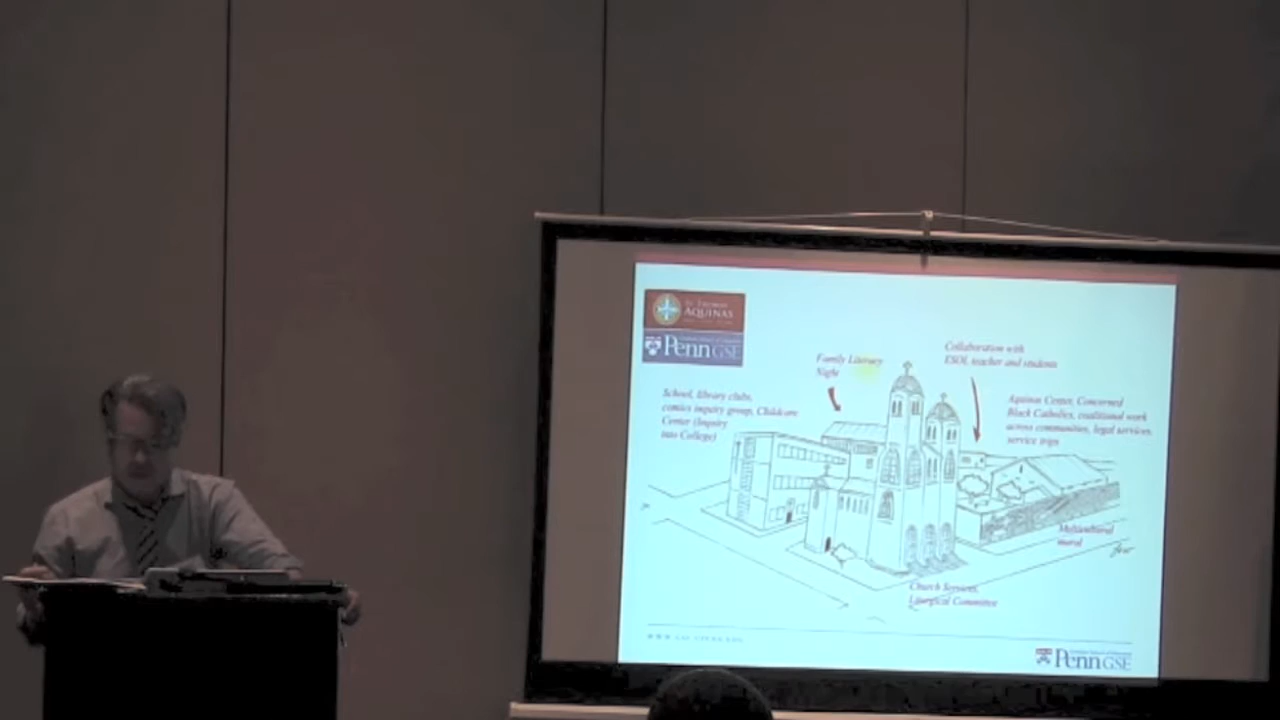 ST. THOMAS
AQUINAS
Penn GSE
Family Literacy
Night
Collaboration with
ESOL teacher and students
School, library clubs,
comics inquiry group, Childcare
Center (Inquiry
into College)
Aquinas Center, Concerned
Black Catholics, coalitional work
across communities, legal services,
service trips
Multicultural
mural
Church Services,
Liturgical Committee
Penn GSE